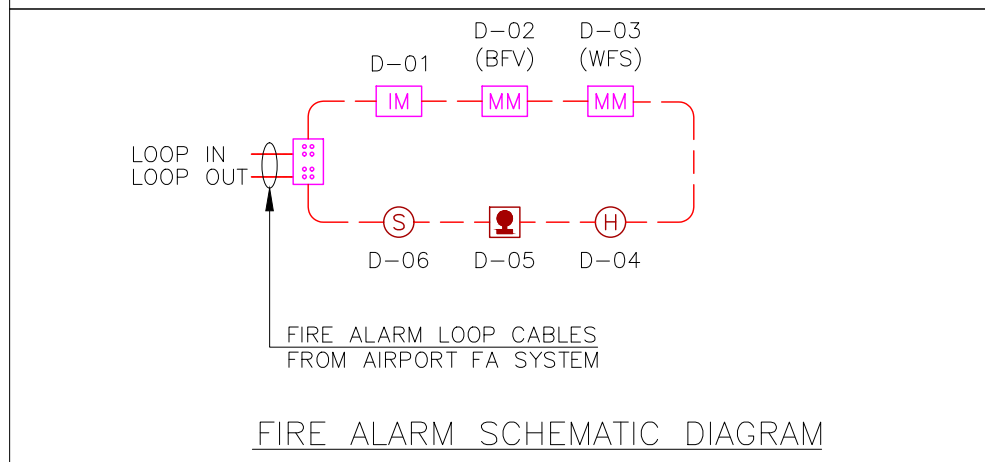 D-02
D-03
(BFV)
(WFS)
D-01
IM
MM
MM
LOOP IN
LOOP OUT
S
H
D-06
D-05
D-04
FIRE ALARM LOOP CABLES
FROM AIRPORT FA SYSTEM
FIRE ALARM SCHEMATIC DIAGRAM